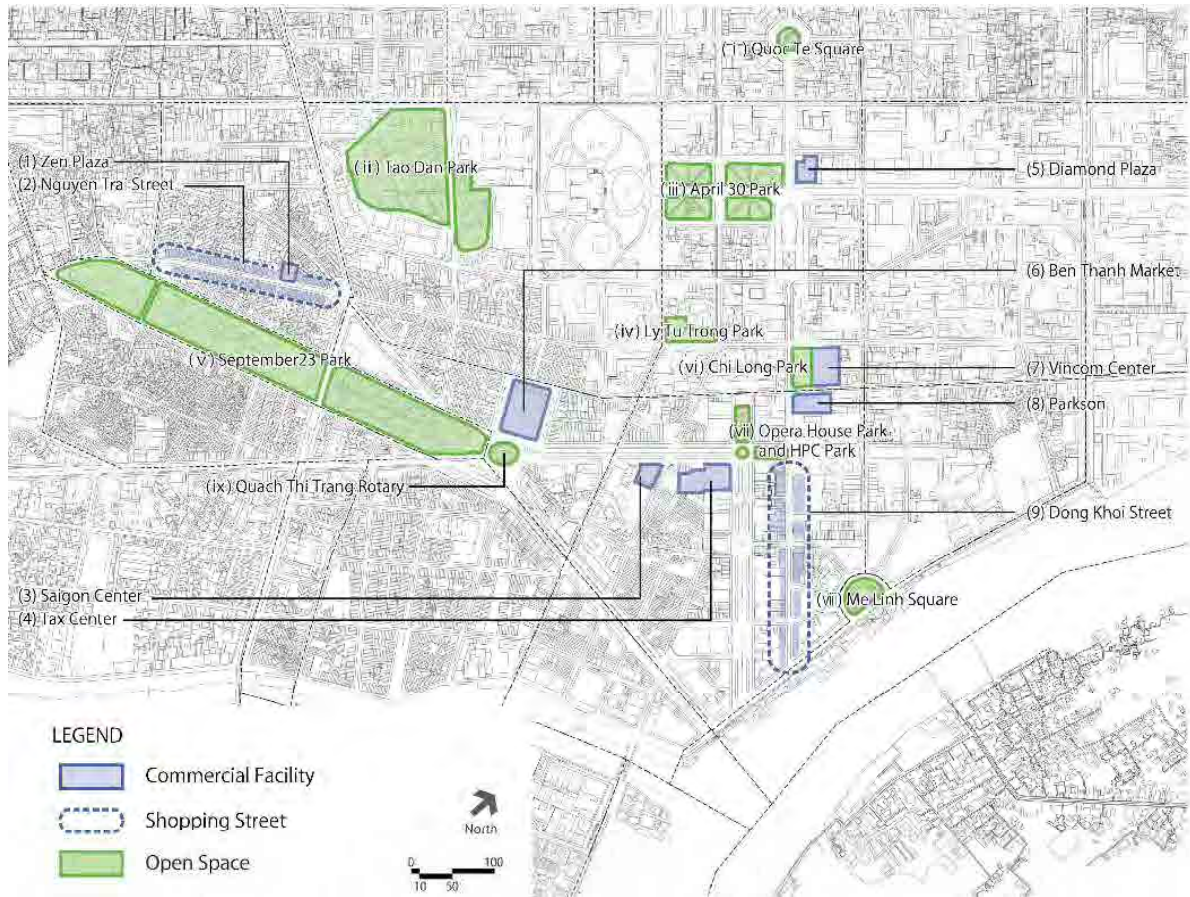 (i) Quoc Te Square
(1) Zen Plaza
(2) Nguyen Tra Street
(ii) Tao Dan Park
(iii) April 30 Park
(5) Diamond Plaza
(6) Ben Thanh Market
(iv) Ly Tu Trong Park
(v) September23 Park
(vi) Chi Long Park
(7) Vincom Center
(8) Parkson
(vii) Opera House Park
and HPC Park
(ix) Quach Thi Trang Rotary
(9) Dong Khoi Street
(3) Saigon Center
(4) Tax Center
(vii) Me Linh Square
LEGEND
Commercial Facility
Shopping Street
Open Space
North
0 100
10 50